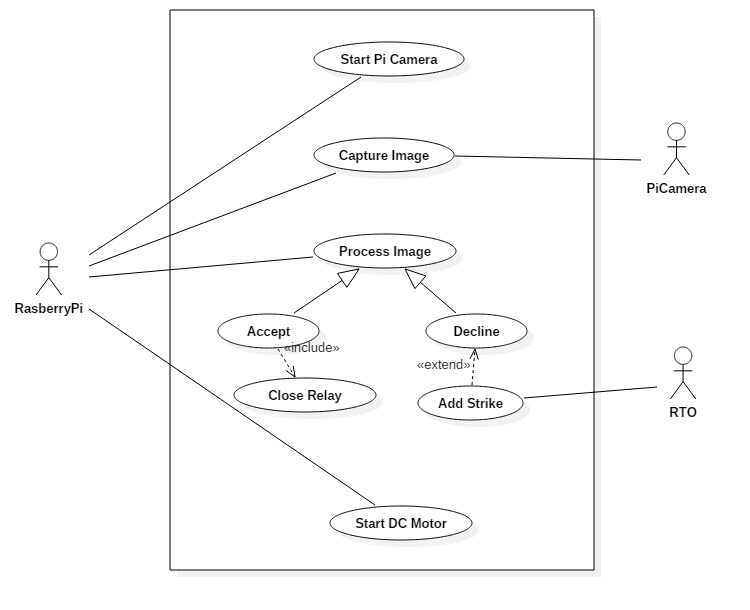 Start Pi Camera
Capture Image
PiCamera
Process Image
RasberryPi
Accept
Decline
«include»
«extend»
Close Relay
Add Strike
RTO
Start DC Motor